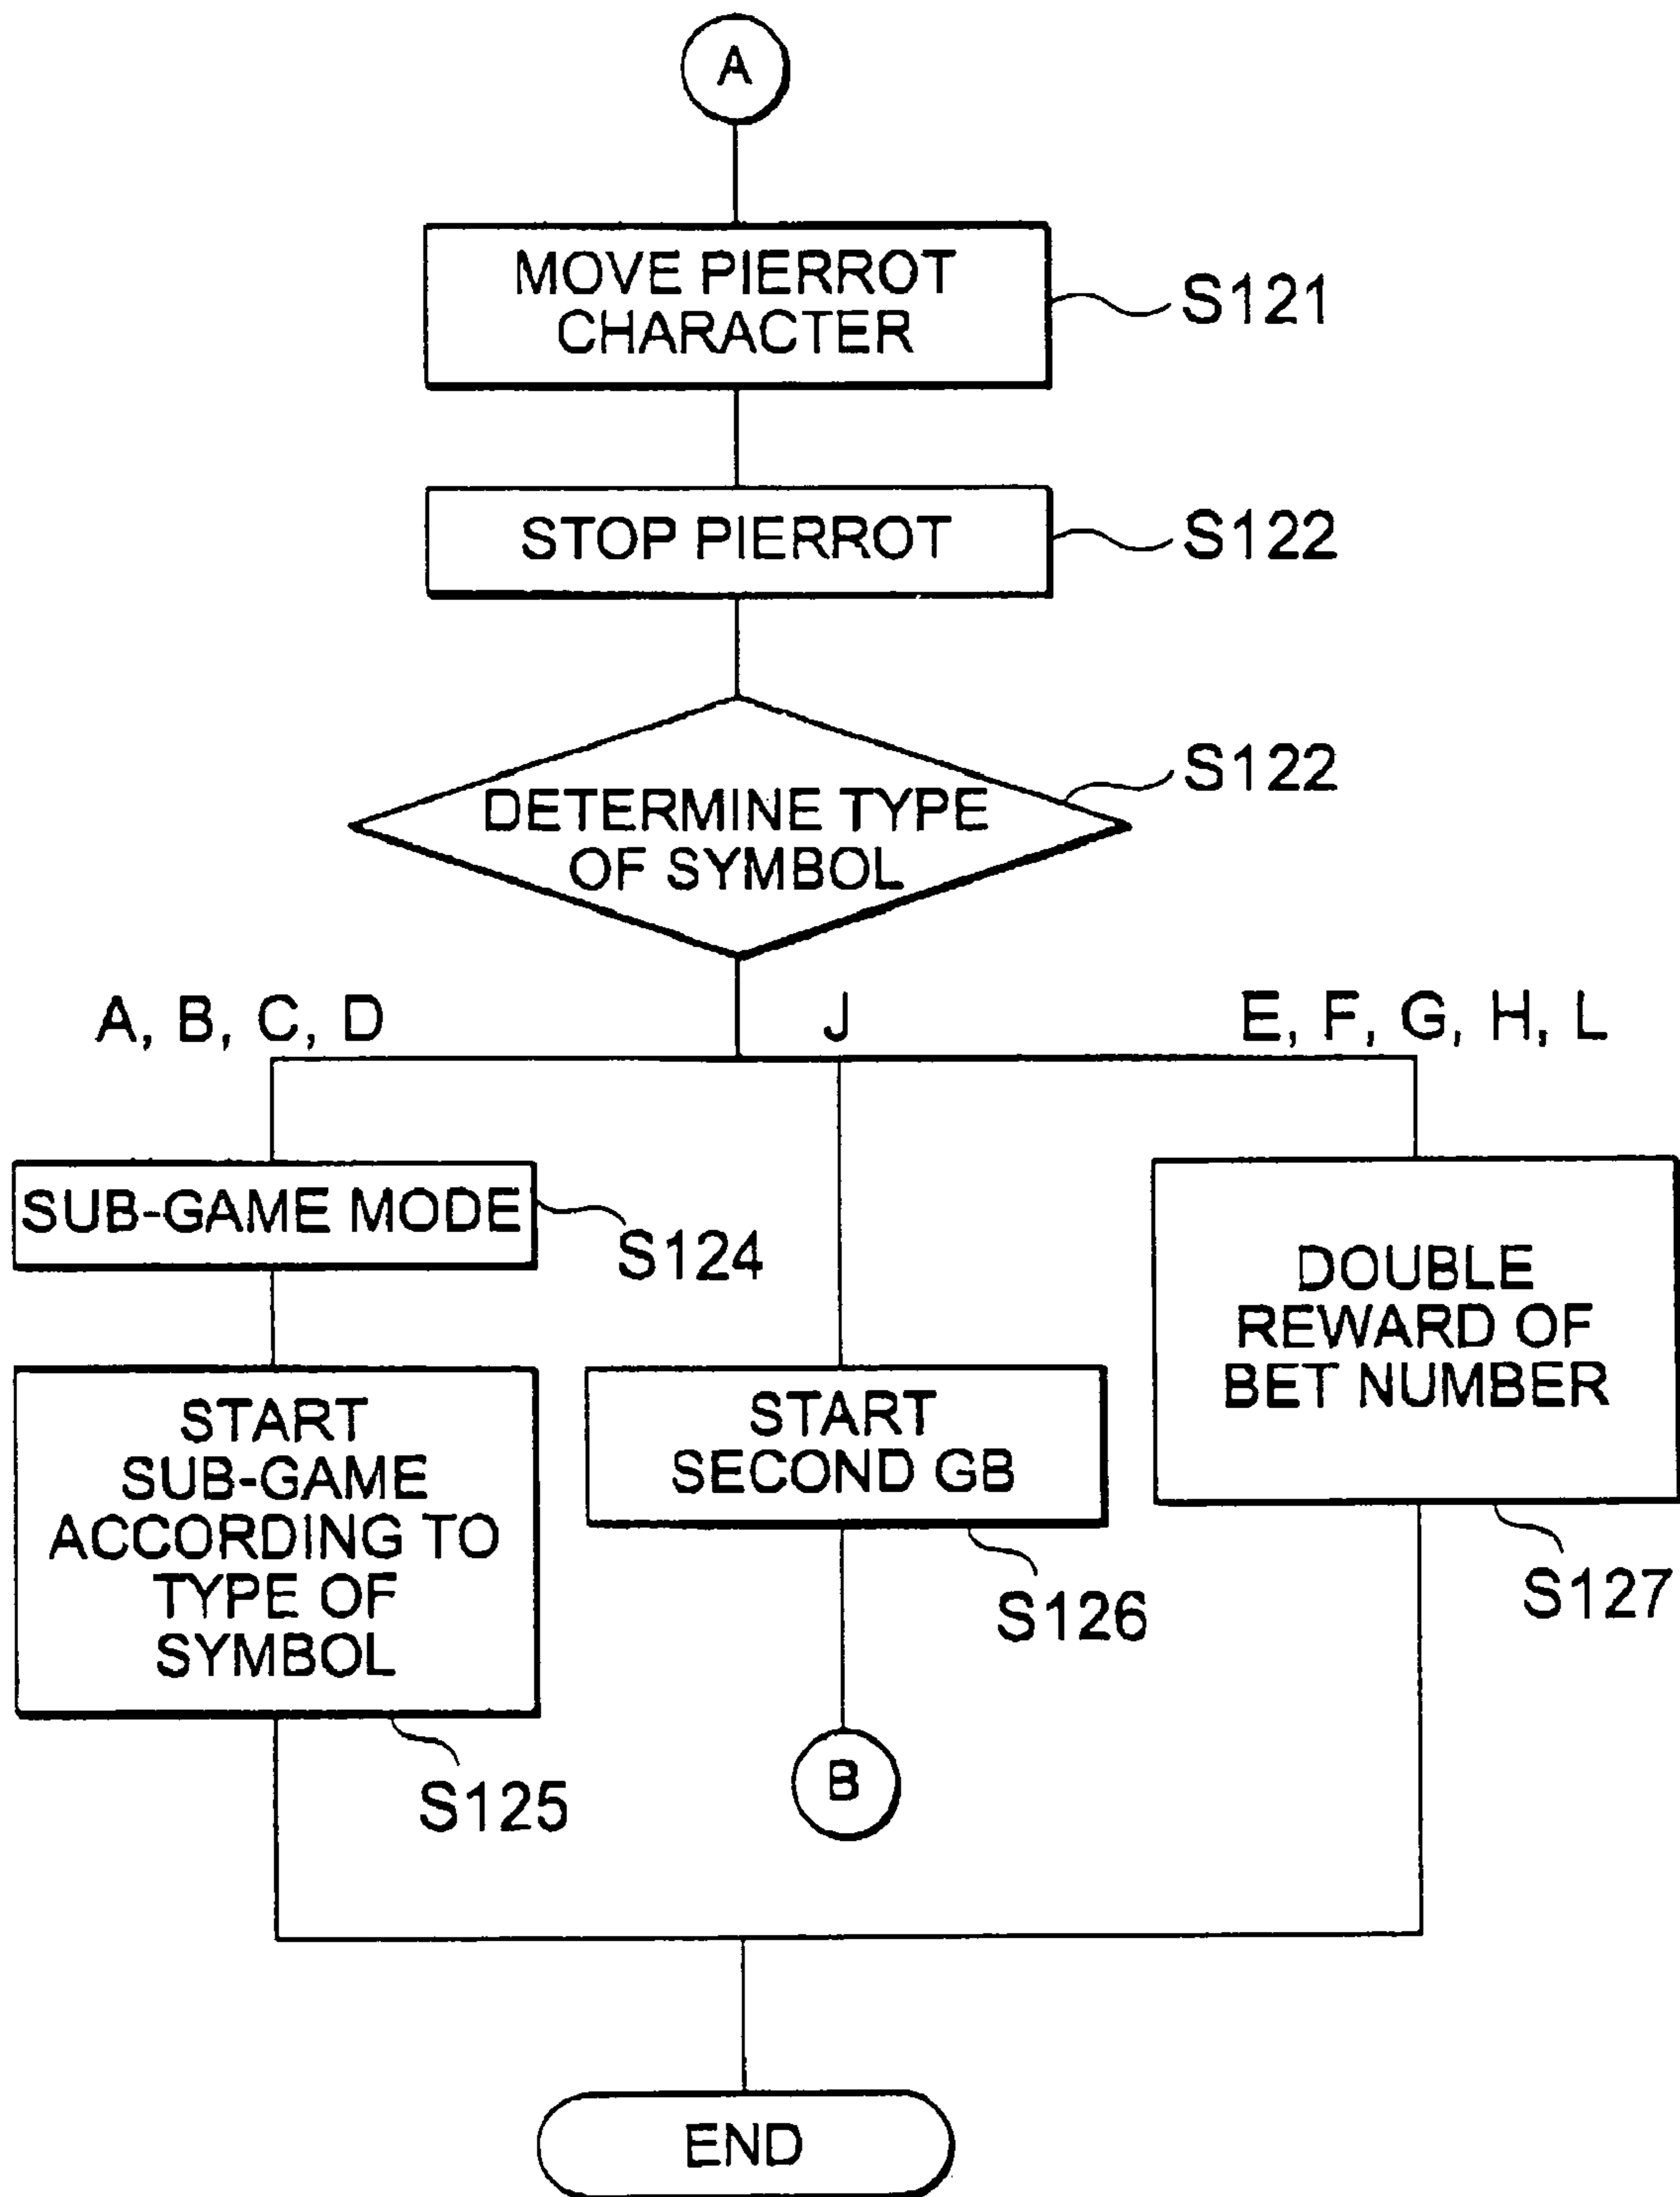 A
MOVE PIERROT
CHARACTER
S121
STOP PIERROT
S122
S122
DETERMINE TYPE
OF SYMBOL
A, B, C, D
J
E, F, G, H, L
SUB-GAME MODE
S124
START
SUB-GAME
ACCORDING TO
TYPE OF
SYMBOL
S125
START
SECOND GB
S126
B
DOUBLE
REWARD OF
BET NUMBER
S127
END